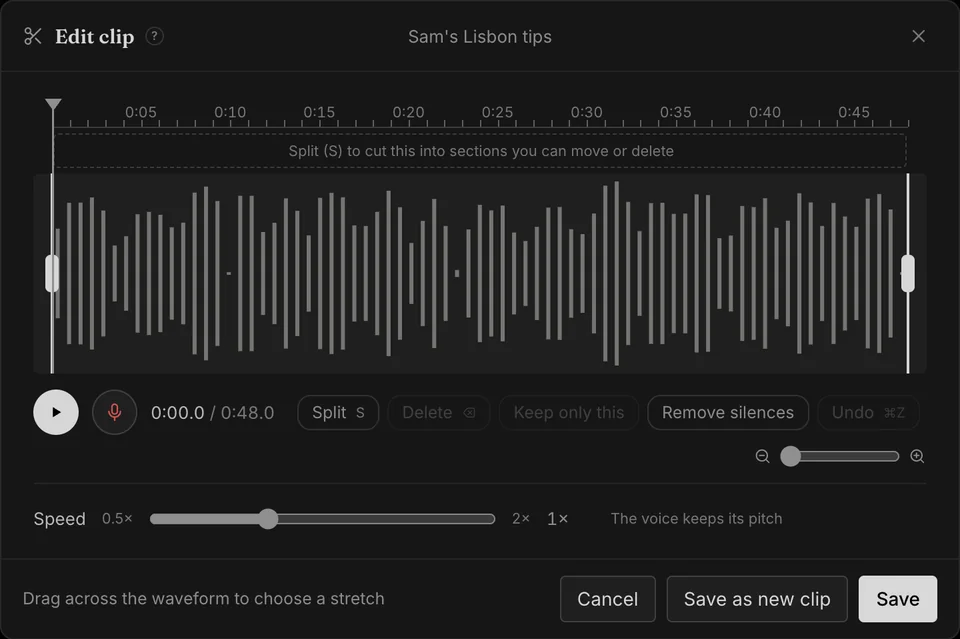 Edit clip ?
Sam's Lisbon tips
0:05 0:10 0:15 0:20 0:25 0:30 0:35 0:40 0:45
Split (S) to cut this into sections you can move or delete
0:00.0 / 0:48.0 Split S Delete ⌫ Keep only this Remove silences Undo ⌘Z
Speed 0.5× 2× 1× The voice keeps its pitch
Drag across the waveform to choose a stretch Cancel Save as new clip Save